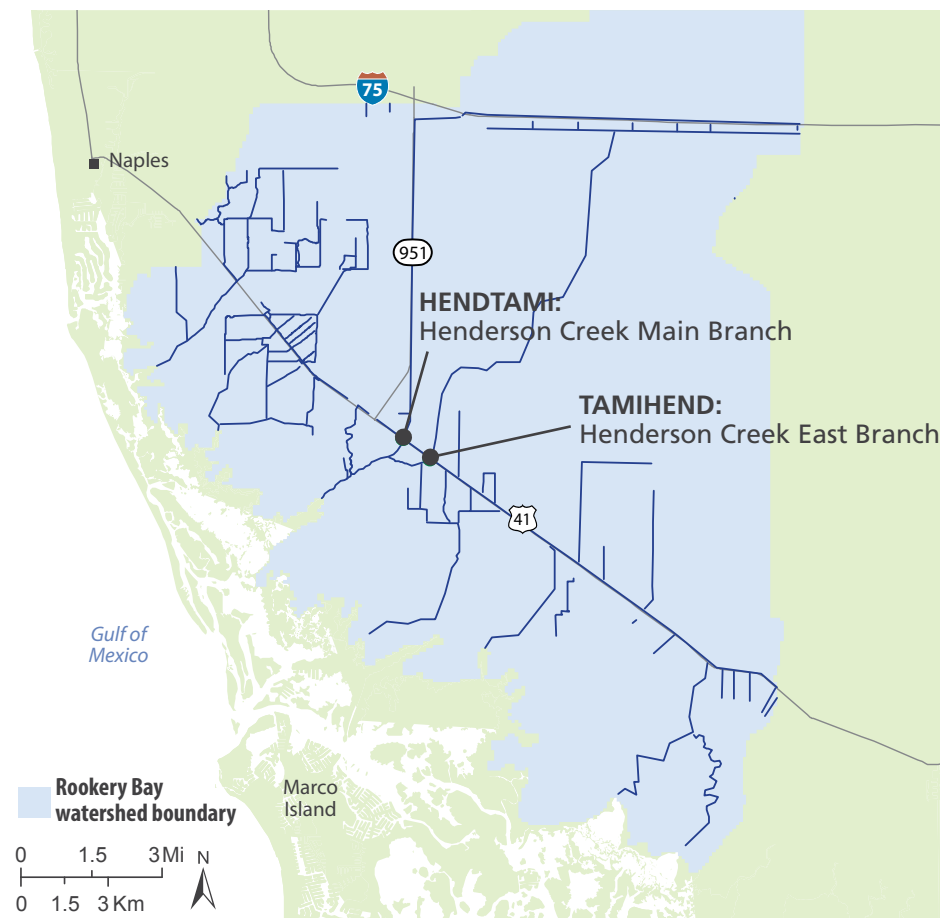 75
Naples
951
HENDTAMI:
Henderson Creek Main Branch
TAMIHEND:
Henderson Creek East Branch
41
Gulf of
Mexico
Marco
Island
Rookery Bay
watershed boundary
0 1.5 3 Mi N
0 1.5 3 Km